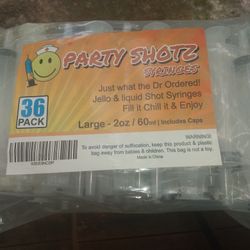 PARTY SHOTZ
SYRINGES
Just what the Dr Ordered!
Jello & liquid Shot Syringes
Fill it Chill it & Enjoy
36
PACK
Large - 2oz / 60ml | Includes Caps
WARNING!
To avoid danger of suffocation, keep this product & plastic
bag away from babies & children. This bag is not a toy.
Made in China